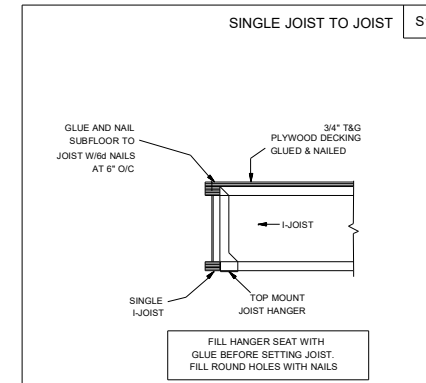 SINGLE JOIST TO JOIST
GLUE AND NAIL
SUBFLOOR TO
JOIST W/6d NAILS
AT 6" O/C
3/4" T&G
PLYWOOD DECKING
GLUED & NAILED
I-JOIST
SINGLE
I-JOIST
TOP MOUNT
JOIST HANGER
FILL HANGER SEAT WITH
GLUE BEFORE SETTING JOIST.
FILL ROUND HOLES WITH NAILS